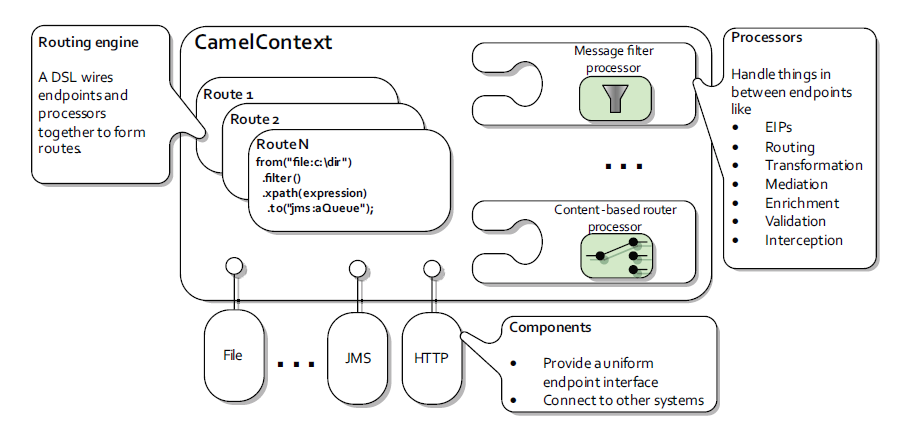 Routing engine
A DSL wires
endpoints and
processors
together to form
routes.
CamelContext
Route 1
Route 2
Route N
from("file:c:\dir")
.filter()
.xpath(expression)
.to("jms:aQueue");
Message filter
processor
...
Content-based router
processor
Processors
Handle things in
between endpoints
like
• EIPs
• Routing
• Transformation
• Mediation
• Enrichment
• Validation
• Interception
File
...
JMS
HTTP
Components
• Provide a uniform
endpoint interface
• Connect to other systems